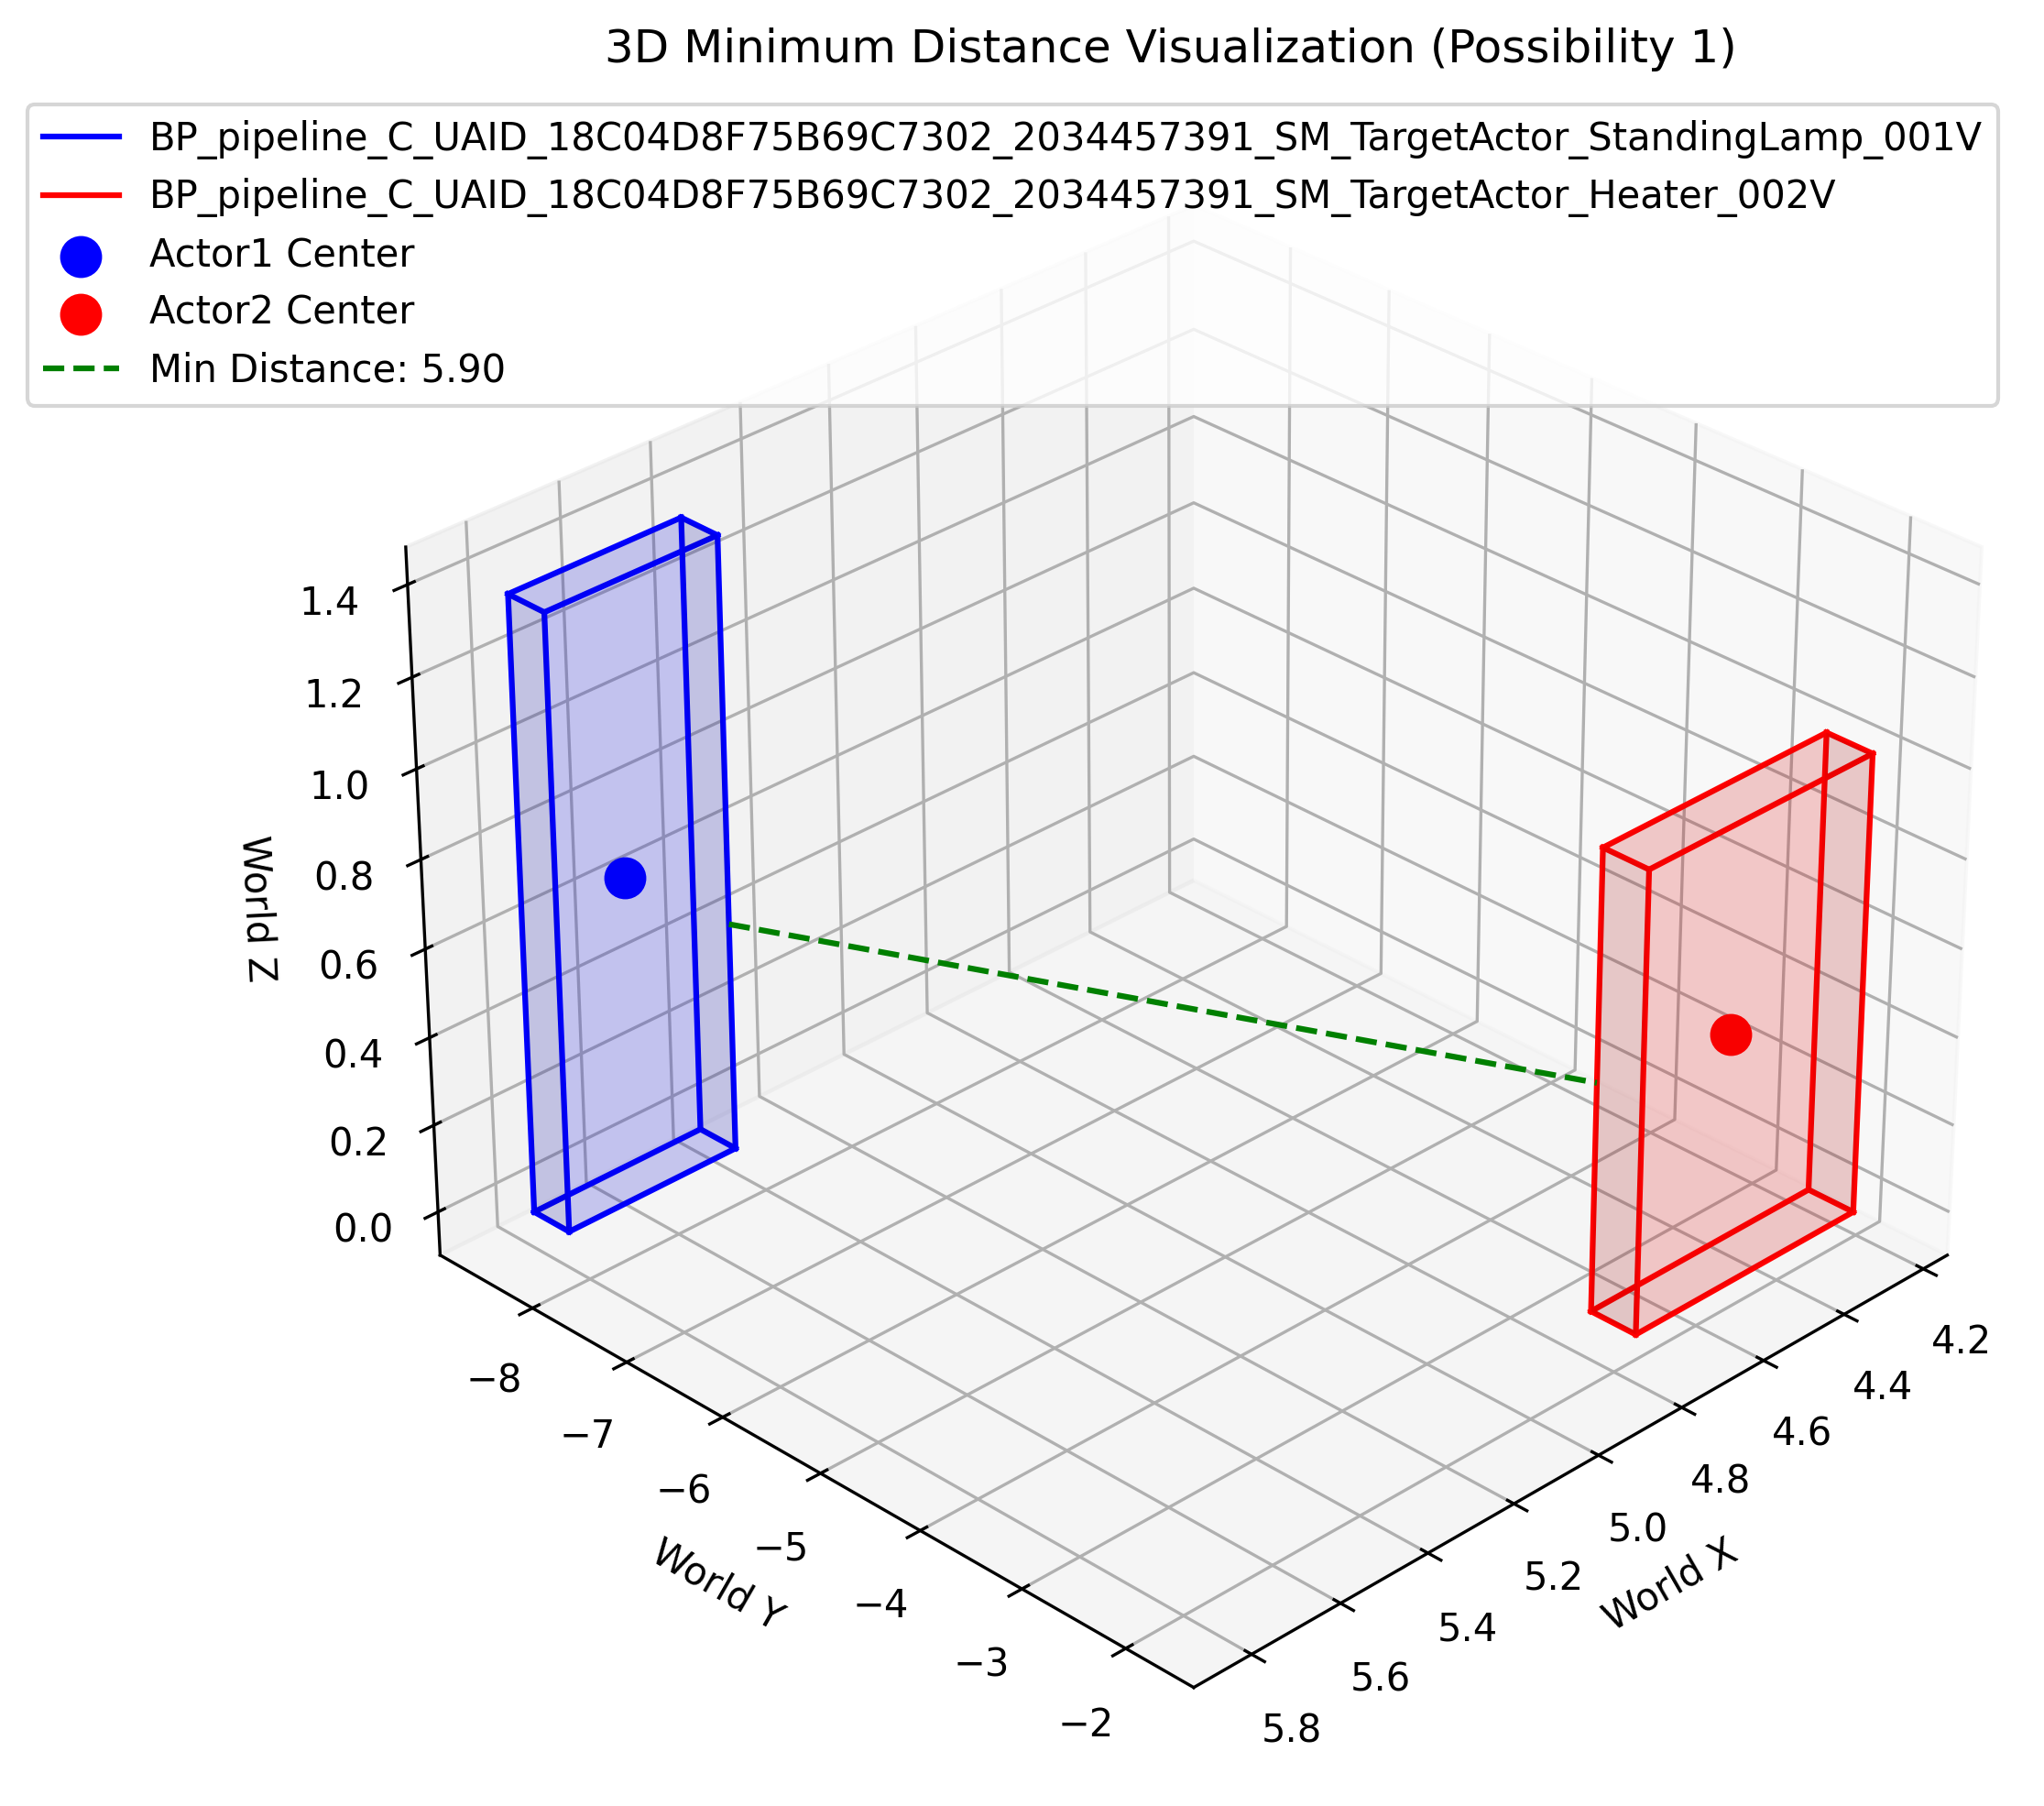 3D Minimum Distance Visualization (Possibility 1)
BP_pipeline_C_UAID_18C04D8F75B69C7302_2034457391_SM_TargetActor_StandingLamp_001V
BP_pipeline_C_UAID_18C04D8F75B69C7302_2034457391_SM_TargetActor_Heater_002V
Actor1 Center
Actor2 Center
Min Distance: 5.90
1.4
1.2
1.0
0.8
0.6
0.4
0.2
0.0
World Z
−8
−7
−6
−5
−4
−3
−2
World Y
4.2
4.4
4.6
4.8
5.0
5.2
5.4
5.6
5.8
World X